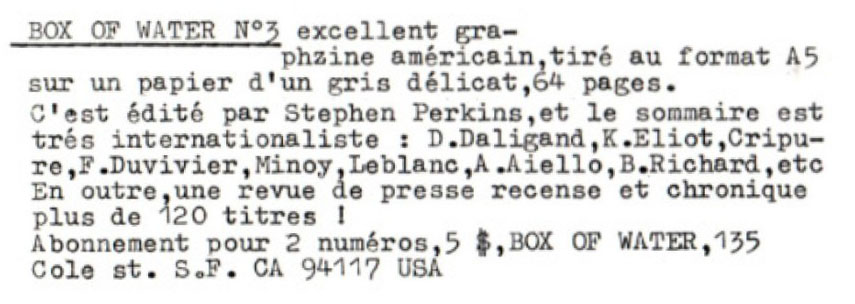 BOX OF WATER N°3 excellent gra-
phzine américain,tiré au format A5
sur un papier d'un gris délicat,64 pages.
C'est édité par Stephen Perkins,et le sommaire est
trés internationaliste : D.Daligand,K.Eliot,Cripu-
re,F.Duvivier,Minoy,Leblanc,A.Aiello,B.Richard,etc
En outre,une revue de presse recense et chronique
plus de 120 titres !
Abonnement pour 2 numéros,5 $,BOX OF WATER,135
Cole st. S.F. CA 94117 USA